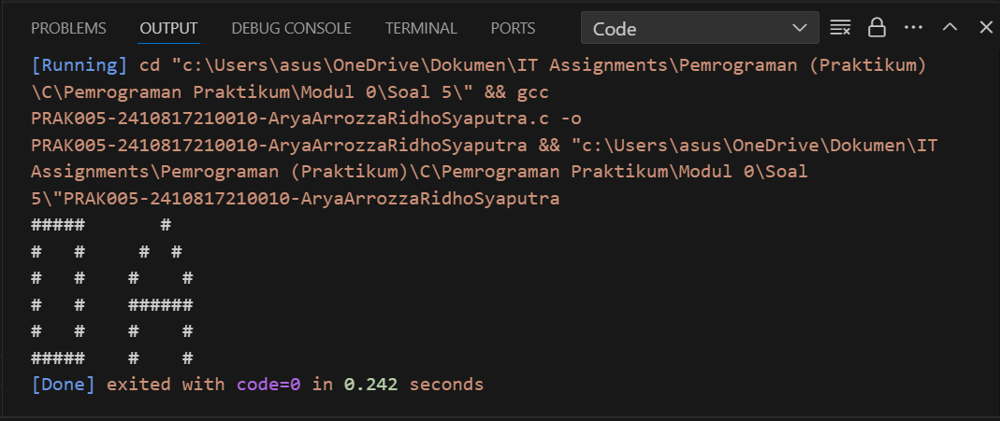 PROBLEMS OUTPUT DEBUG CONSOLE TERMINAL PORTS Code
[Running] cd "c:\Users\asus\OneDrive\Dokumen\IT Assignments\Pemrograman (Praktikum)
\C\Pemrograman Praktikum\Modul 0\Soal 5\" && gcc
PRAK005-2410817210010-AryaArrozzaRidhoSyaputra.c -o
PRAK005-2410817210010-AryaArrozzaRidhoSyaputra && "c:\Users\asus\OneDrive\Dokumen\IT
Assignments\Pemrograman (Praktikum)\C\Pemrograman Praktikum\Modul 0\Soal
5\"PRAK005-2410817210010-AryaArrozzaRidhoSyaputra
#####       #
#   #     #  #
#   #    #    #
#   #    ######
#   #    #    #
#####    #    #
[Done] exited with code=0 in 0.242 seconds